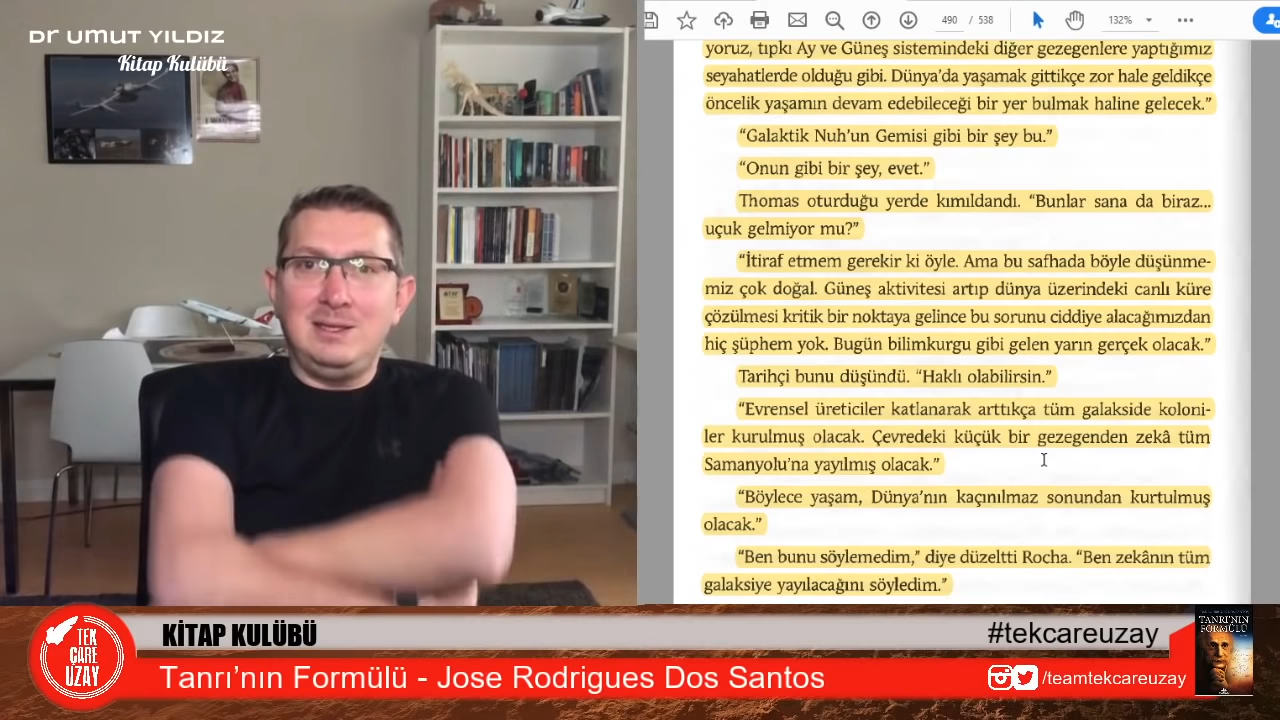 DR UMUT YILDIZ
Kitap Kulübü
490 / 538
132%
yoruz, tıpkı Ay ve Güneş sistemindeki diğer gezegenlere yaptığımız
seyahatlerde olduğu gibi. Dünya’da yaşamak gittikçe zor hale geldikçe
öncelik yaşamın devam edebileceği bir yer bulmak haline gelecek.”
“Galaktik Nuh’un Gemisi gibi bir şey bu.”
“Onun gibi bir şey, evet.”
Thomas oturduğu yerde kımıldandı. “Bunlar sana da biraz...
uçuk gelmiyor mu?”
“İtiraf etmem gerekir ki öyle. Ama bu safhada böyle düşünme-
miz çok doğal. Güneş aktivitesi artıp dünya üzerindeki canlı küre
çözülmesi kritik bir noktaya gelince bu sorunu ciddiye alacağımızdan
hiç şüphem yok. Bugün bilimkurgu gibi gelen yarın gerçek olacak.”
Tarihçi bunu düşündü. “Haklı olabilirsin.”
“Evrensel üreticiler katlanarak arttıkça tüm galakside koloni-
ler kurulmuş olacak. Çevredeki küçük bir gezegenden zekâ tüm
Samanyolu’na yayılmış olacak.”
“Böylece yaşam, Dünya’nın kaçınılmaz sonundan kurtulmuş
olacak.”
“Ben bunu söylemedim,” diye düzeltti Rocha. “Ben zekânın tüm
galaksiye yayılacağını söyledim.”
TEK
ÇARE
UZAY
KİTAP KULÜBÜ
#tekcareuzay
Tanrı’nın Formülü - Jose Rodrigues Dos Santos
/teamtekcareuzay
TANRI'NIN
FORMÜLÜ